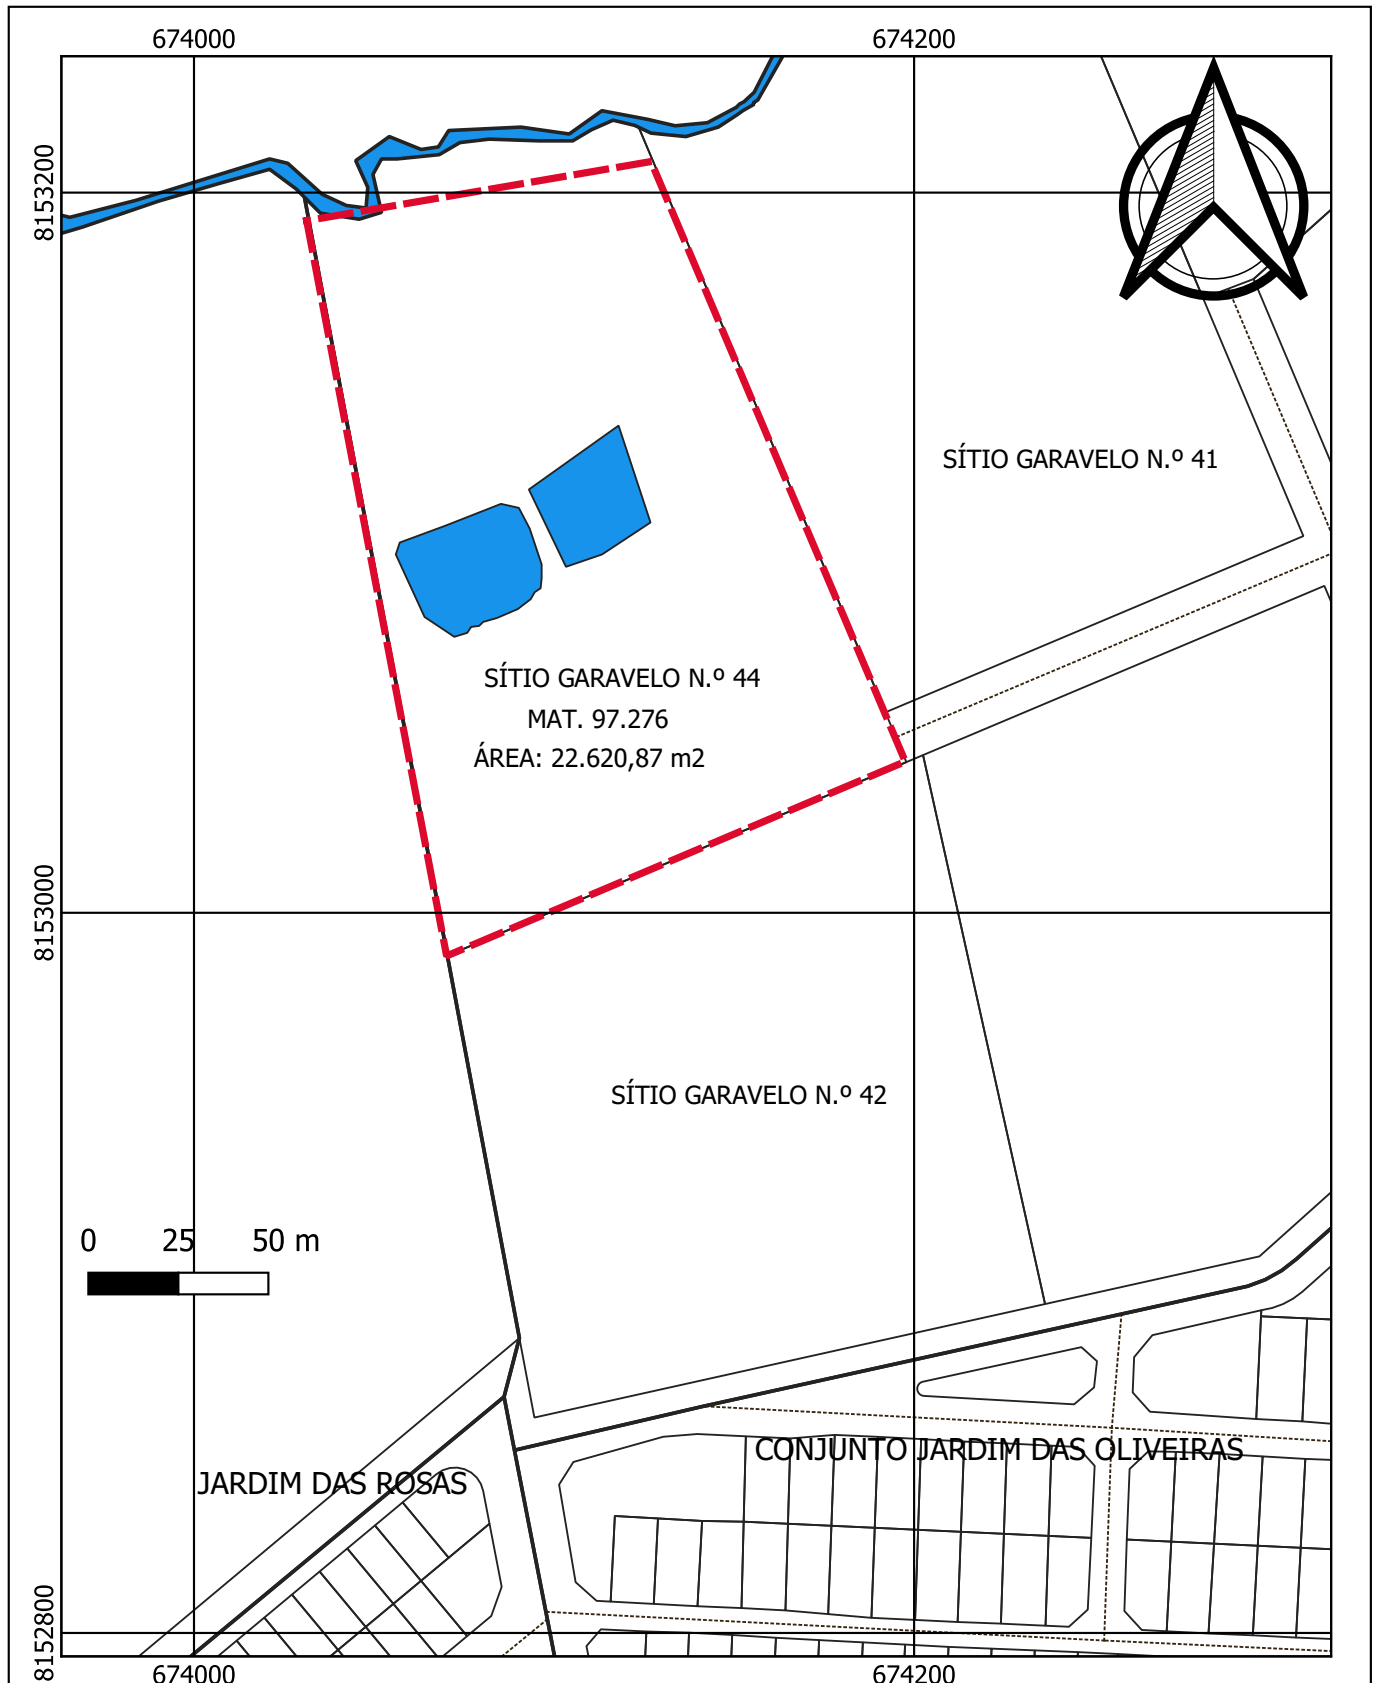 674000
674200
8153200
SÍTIO GARAVELO N.º 41
SÍTIO GARAVELO N.º 44
MAT. 97.276
ÁREA: 22.620,87 m2
8153000
SÍTIO GARAVELO N.º 42
0 25 50 m
CONJUNTO JARDIM DAS OLIVEIRAS
JARDIM DAS ROSAS
8152800
674000
674200